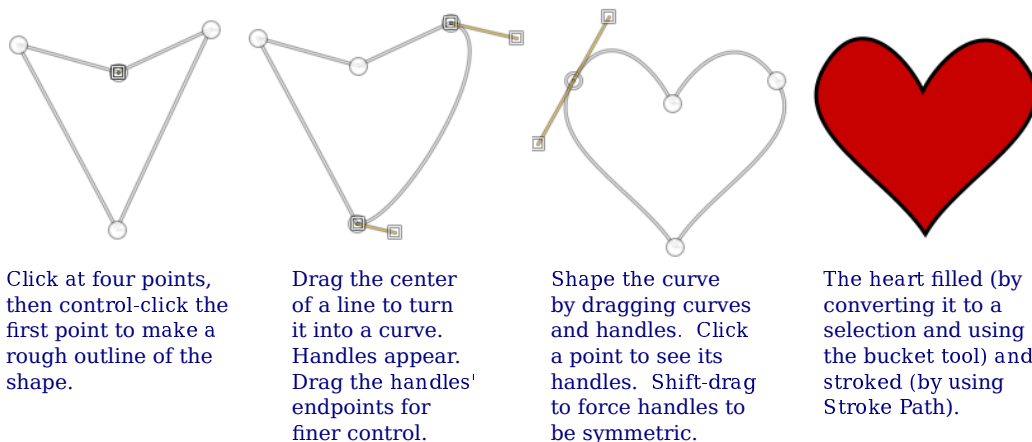 Click at four points,
then control-click the
first point to make a
rough outline of the
shape.
Drag the center
of a line to turn
it into a curve.
Handles appear.
Drag the handles'
endpoints for
finer control.
Shape the curve
by dragging curves
and handles.  Click
a point to see its
handles.  Shift-drag
to force handles to
be symmetric.
The heart filled (by
converting it to a
selection and using
the bucket tool) and
stroked (by using
Stroke Path).